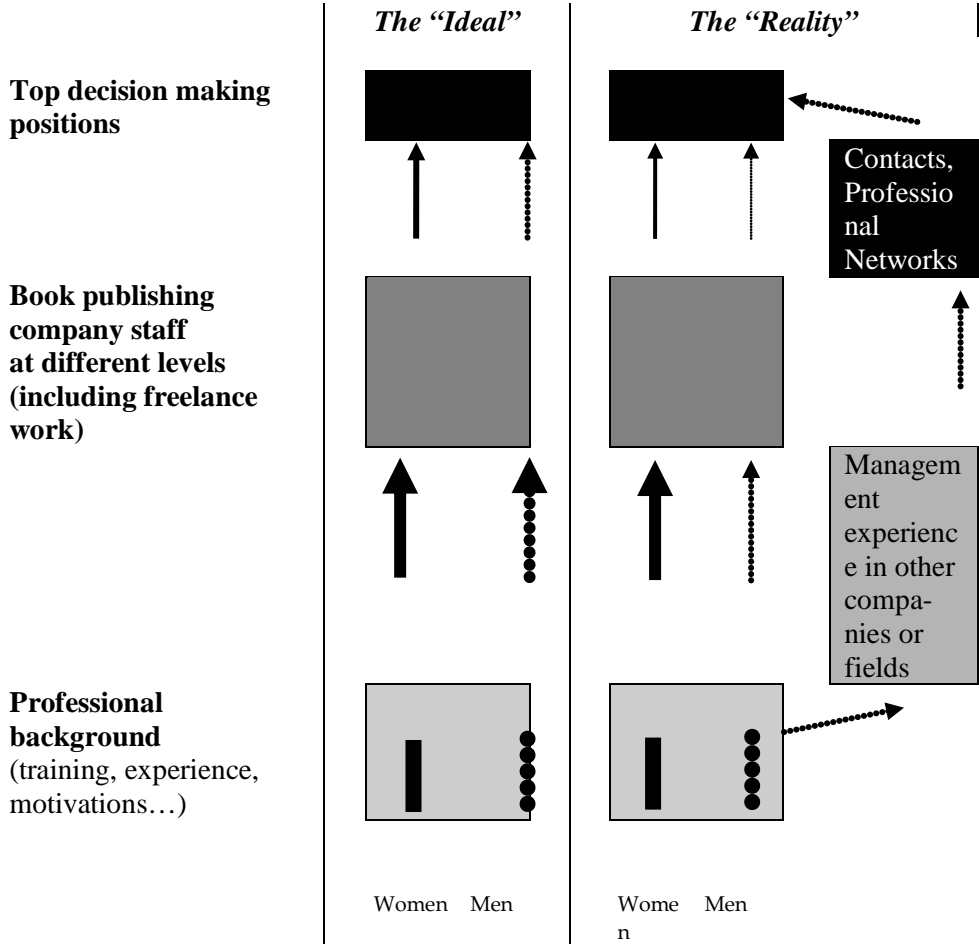 The “Ideal”
The “Reality”
Top decision making
positions
Contacts,
Professio
nal
Networks
Book publishing
company staff
at different levels
(including freelance
work)
Managem
ent
experienc
e in other
compa-
nies or
fields
Professional
background
(training, experience,
motivations…)
Women Men
Wome Men
n